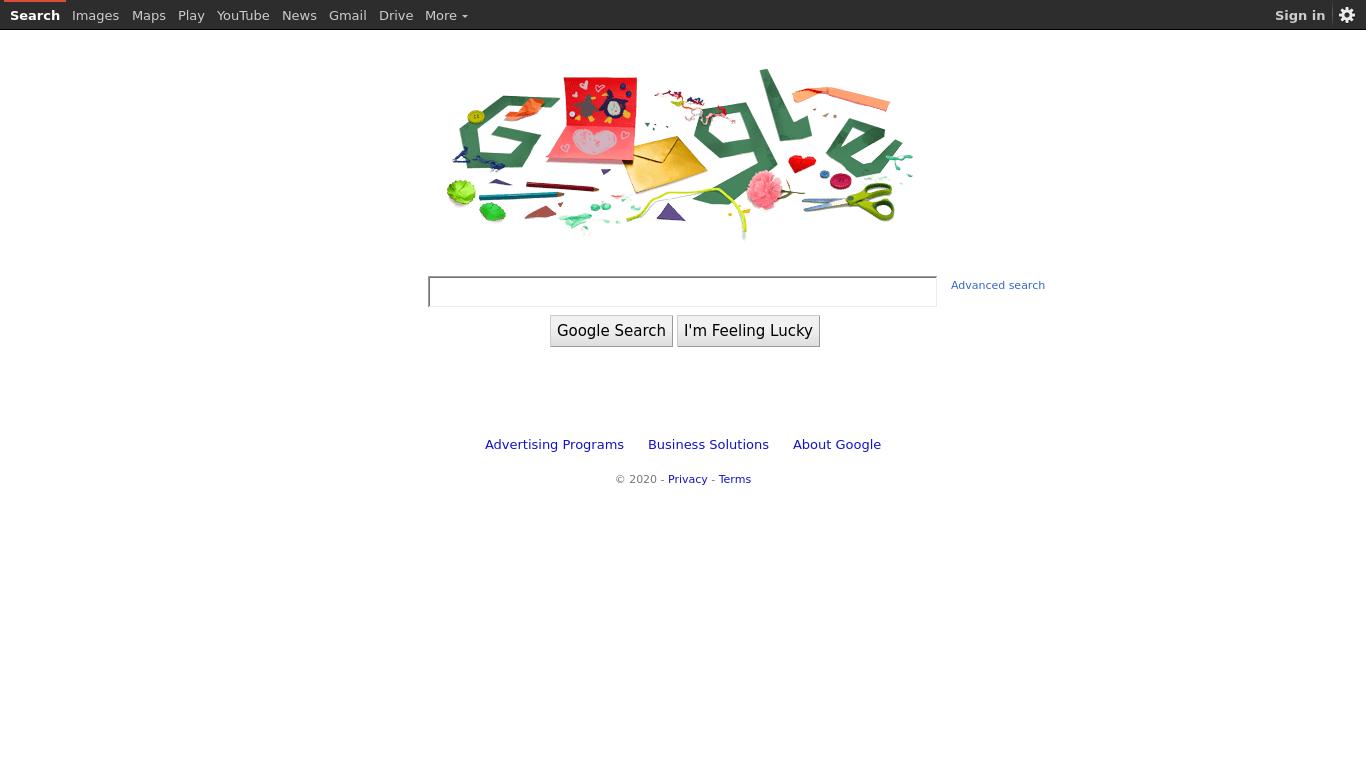 Search Images Maps Play YouTube News Gmail Drive More Sign in
Google
Advanced search
Google Search I'm Feeling Lucky
Advertising Programs Business Solutions About Google
© 2020 - Privacy - Terms